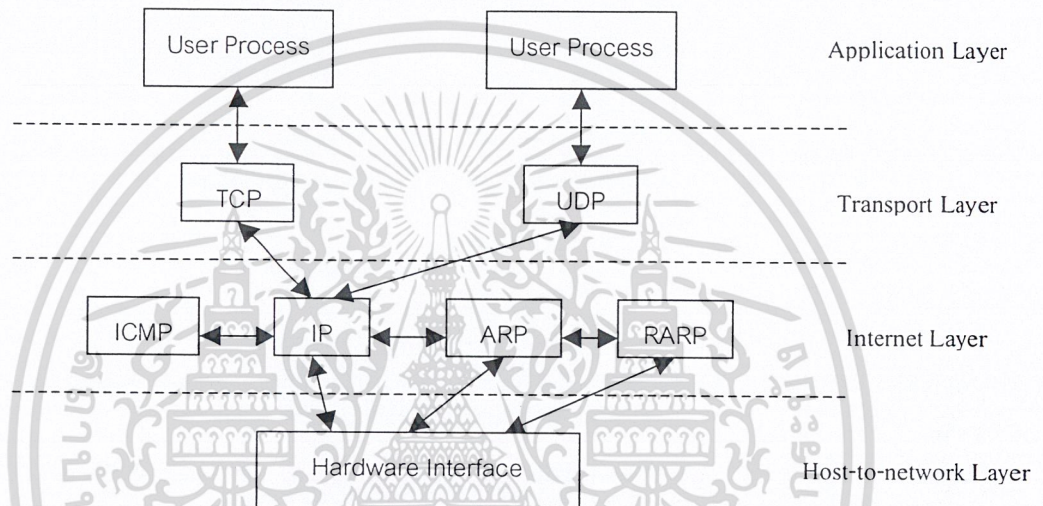 User Process
User Process
Application Layer
TCP
UDP
Transport Layer
ICMP
IP
ARP
RARP
Internet Layer
Hardware Interface
Host-to-network Layer